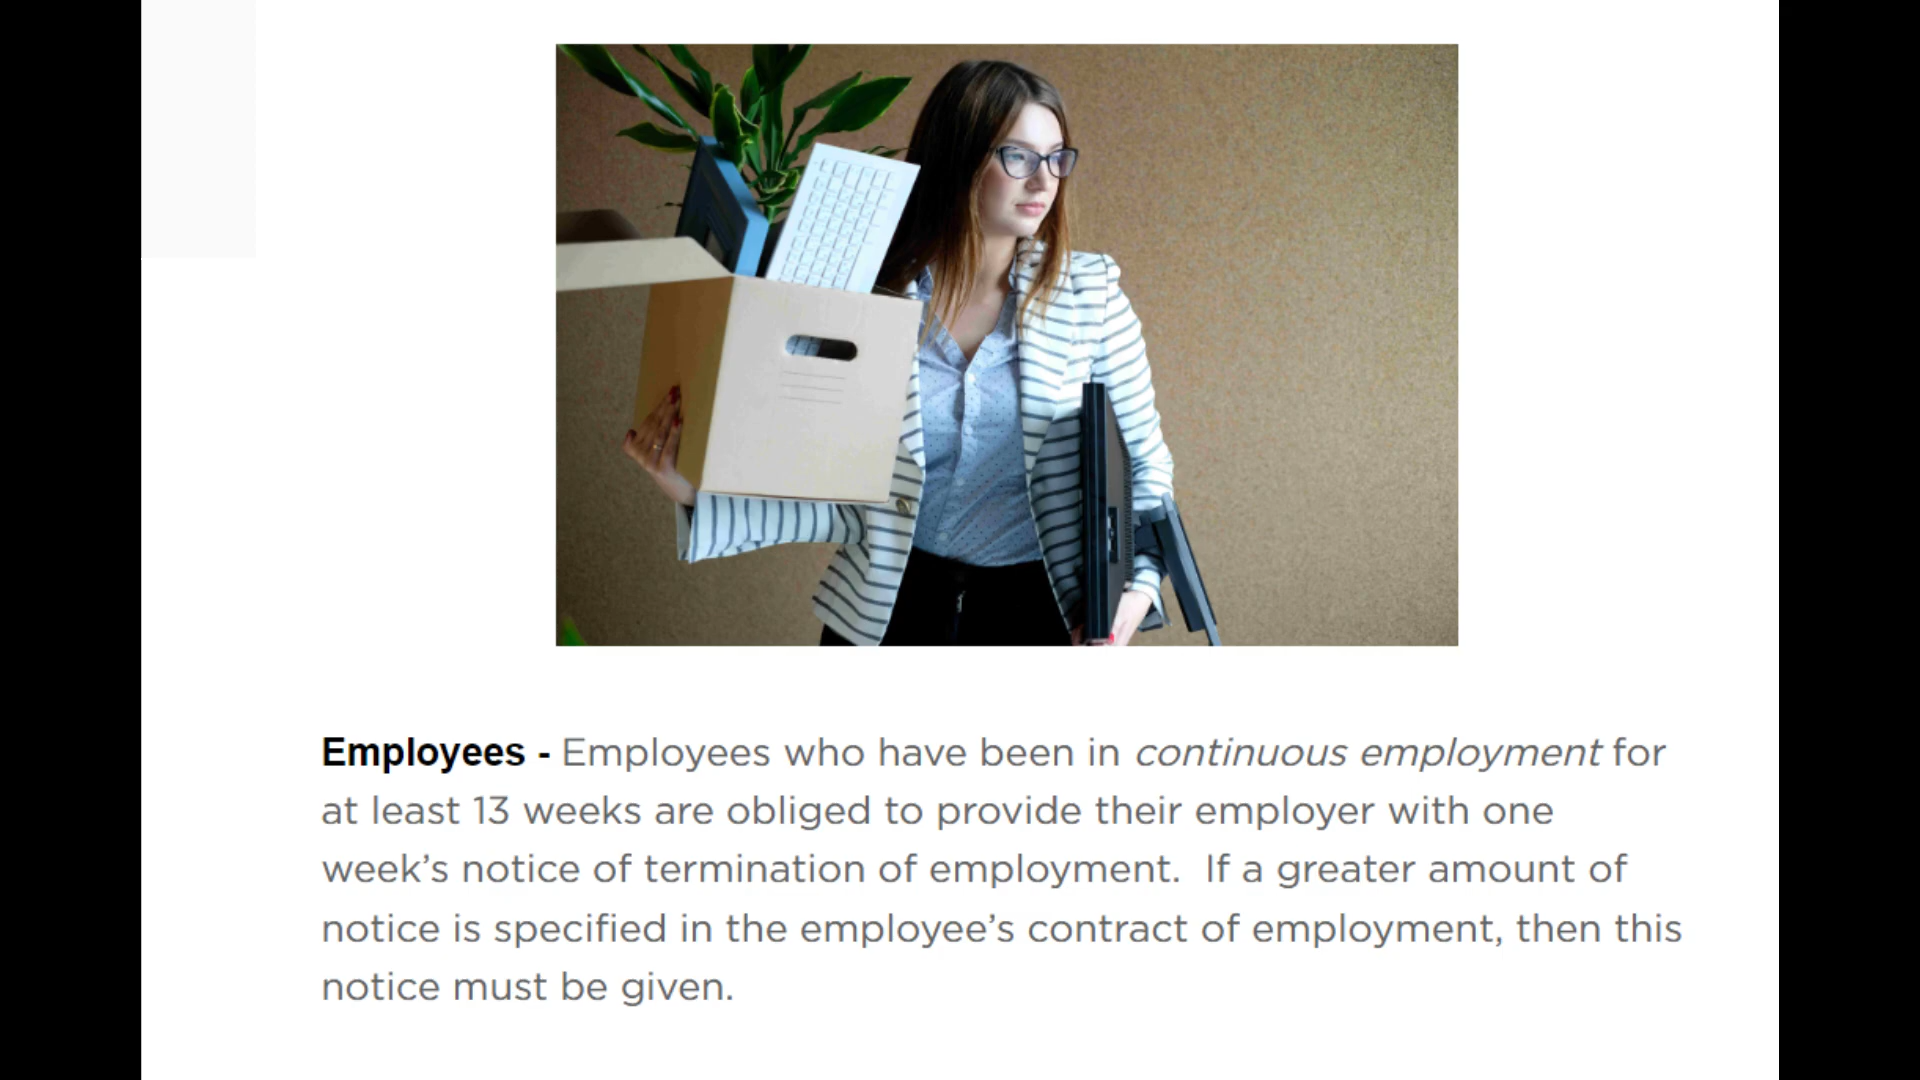 Employees - Employees who have been in continuous employment for
at least 13 weeks are obliged to provide their employer with one
week’s notice of termination of employment.  If a greater amount of
notice is specified in the employee’s contract of employment, then this
notice must be given.